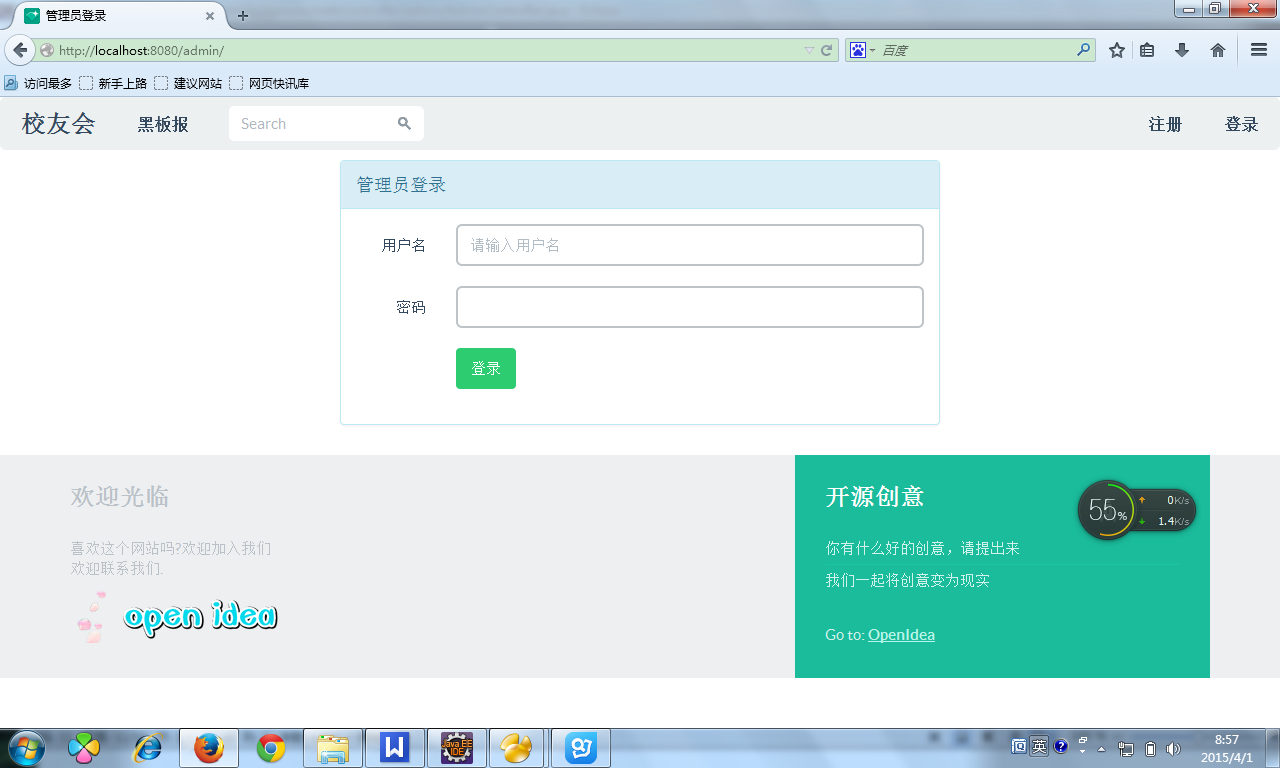 管理员登录
http://localhost:8080/admin/
百度
访问最多 新手上路 建议网站 网页快讯库
校友会 黑板报 Search 注册 登录
管理员登录
用户名 请输入用户名
密码
登录
欢迎光临
喜欢这个网站吗?欢迎加入我们
欢迎联系我们.
open idea
开源创意
55% 0K/s
1.4K/s
你有什么好的创意，请提出来
我们一起将创意变为现实
Go to: OpenIdea
W Java EE IDE 英
8:57
2015/4/1